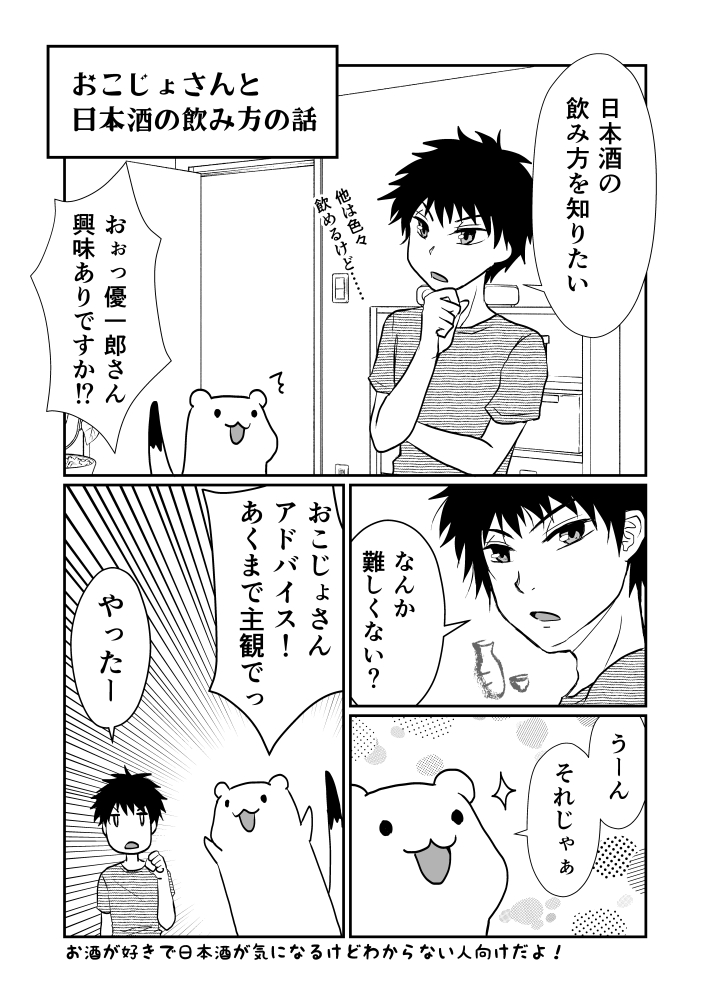 おこじょさんと
日本酒の飲み方の話
日本酒の
飲み方を知りたい
他は色々
飲めるけど……
おぉっ優一郎さん
興味ありですか⁉
なんか
難しくない？
うーん
それじゃぁ
おこじょさん
アドバイス！
あくまで主観でっ
やったー
お酒が好きで日本酒が気になるけどわからない人向けだよ！